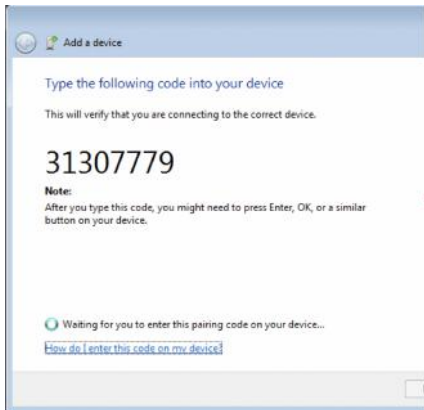 Add a device
Type the following code into your device
This will verify that you are connecting to the correct device.
31307779
Note:
After you type this code, you might need to press Enter, OK, or a similar
button on your device.
Waiting for you to enter this pairing code on your device...
How do I enter this code on my device?